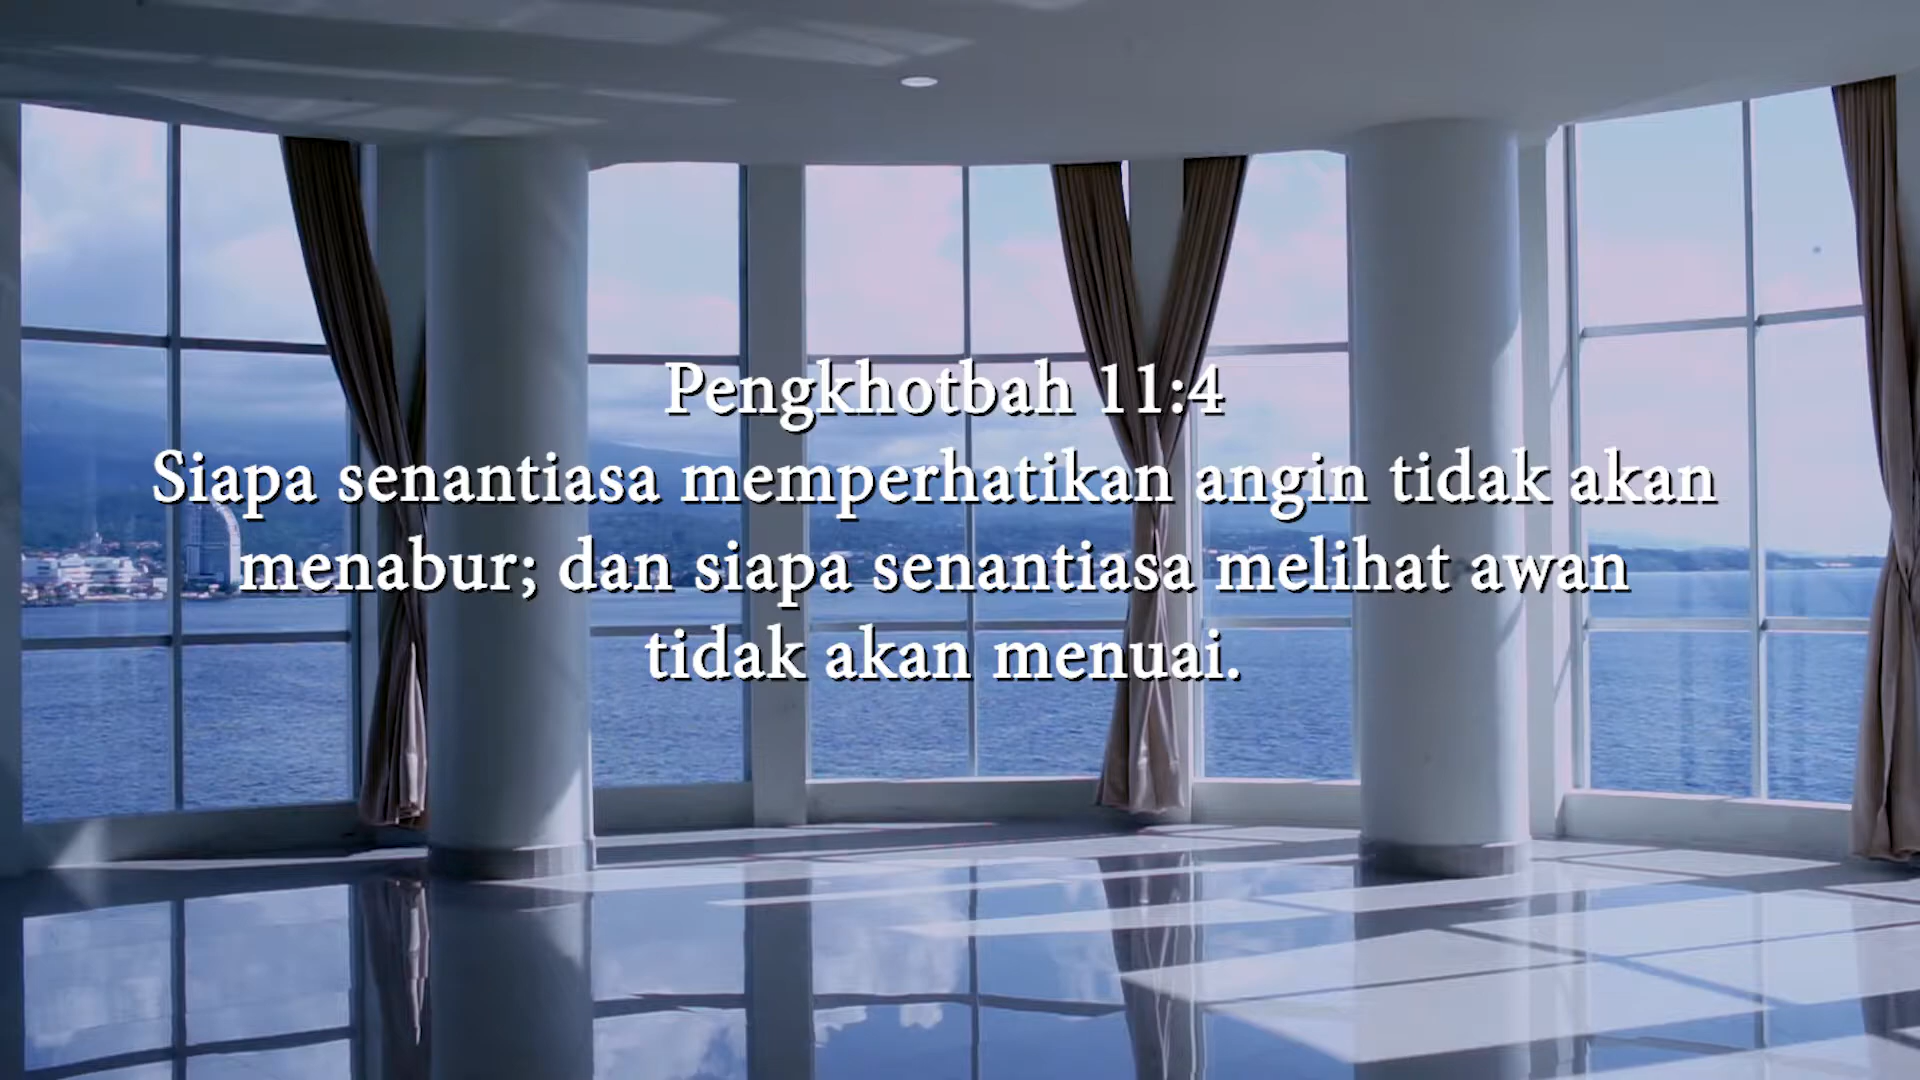 Pengkhotbah 11:4
Siapa senantiasa memperhatikan angin tidak akan
menabur; dan siapa senantiasa melihat awan
tidak akan menuai.